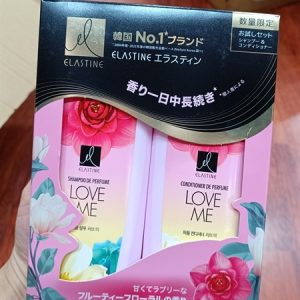 el
ELASTINE
韓国 No.1*ブランド
ELASTINE エラスティン
数量限定
お試しセット
シャンプー &
コンディショナー
香り一日中長続き*
el
ELASTINE
SHAMPOO DE PERFUME
LOVE
ME
el
ELASTINE
CONDITIONER DE PERFUME
LOVE
ME
甘くてラブリーな
フルーティーフローラルの香り